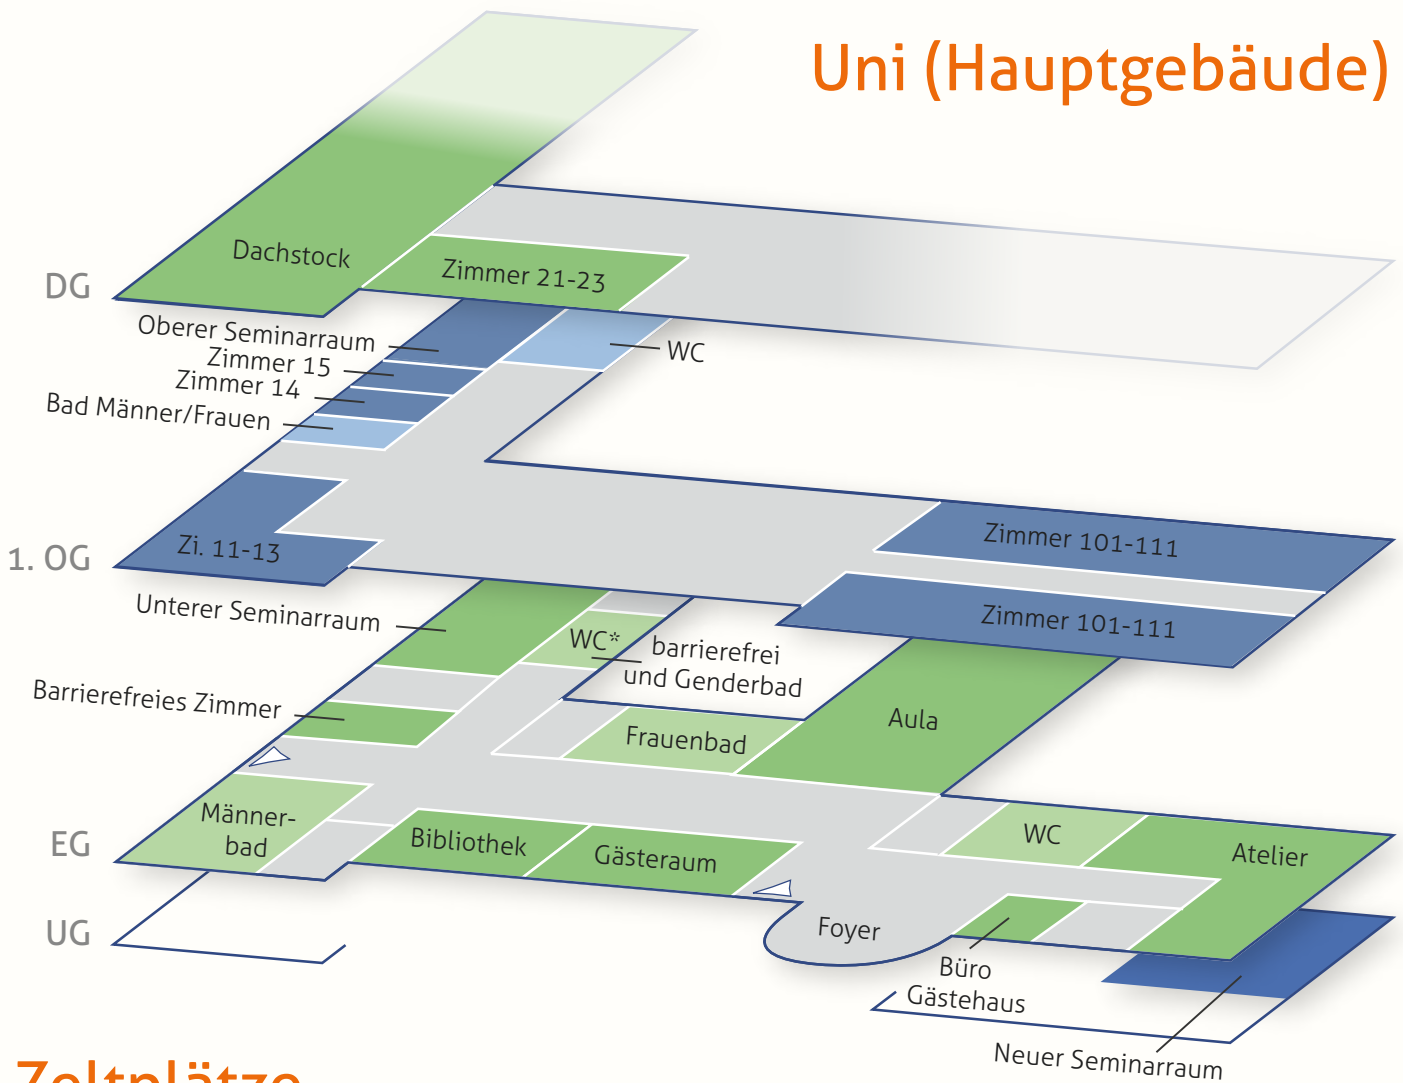 Uni (Hauptgebäude)
Dachstock
Zimmer 21-23
DG
Oberer Seminarraum
Zimmer 15
Zimmer 14
Bad Männer/Frauen
WC
Zimmer 101-111
Zi. 11-13
1. OG
Zimmer 101-111
Unterer Seminarraum
WC*
barrierefrei
und Genderbad
Barrierefreies Zimmer
Aula
Frauenbad
Männer-
bad
Bibliothek
Gästeraum
WC
Atelier
EG
Foyer
UG
Büro
Gästehaus
Neuer Seminarraum
Zeltplätze